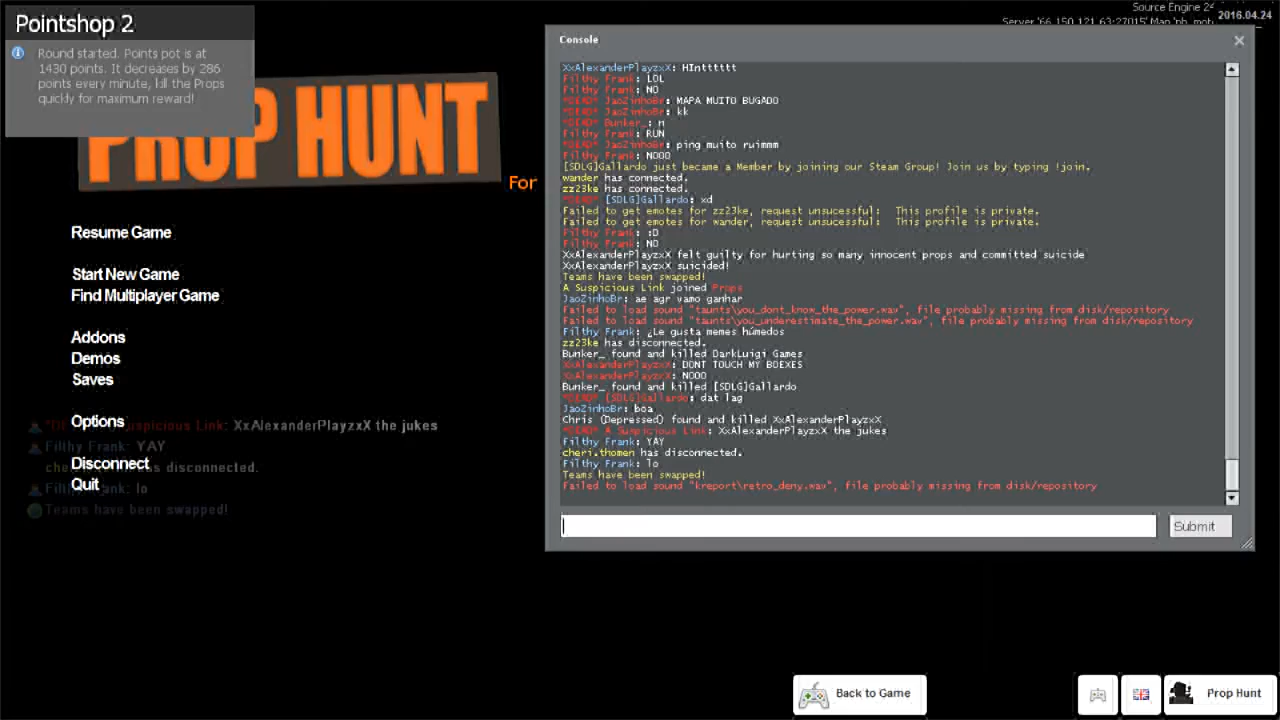 Pointshop 2
Round started. Points pot is at
1430 points. It decreases by 286
points every minute, kill the Props
quickly for maximum reward!
PROP HUNT
For
Resume Game
Start New Game
Find Multiplayer Game
Addons
Demos
Saves
Options
Disconnect
Quit
Suspicious Link: XxAlexanderPlayzxX the jukes
Filthy Frank: YAY
has disconnected.
Filthy Frank: lo
Teams have been swapped!
Source Engine 24
2016.04.24
Server '66.150.121.63:27015' Map 'ph_mot
Console
XxAlexanderPlayzxX: HIntttttt
Filthy Frank: LOL
Filthy Frank: NO
*DEAD* JaoZinhoBr: MAPA MUITO BUGADO
*DEAD* JaoZinhoBr: kk
*DEAD* Bunker_: m
Filthy Frank: RUN
*DEAD* JaoZinhoBr: ping muito ruimmm
Filthy Frank: NOOO
[SDLG]Gallardo just became a Member by joining our Steam Group! Join us by typing !join.
wander has connected.
zz23ke has connected.
*DEAD* [SDLG]Gallardo: xd
Failed to get emotes for zz23ke, request unsucessful: This profile is private.
Failed to get emotes for wander, request unsucessful: This profile is private.
Filthy Frank: :D
Filthy Frank: NO
XxAlexanderPlayzxX felt guilty for hurting so many innocent props and committed suicide
XxAlexanderPlayzxX suicided!
Teams have been swapped!
A Suspicious Link joined Props
JaoZinhoBr: ae agr vamo ganhar
Failed to load sound "taunts\you_dont_know_the_power.wav", file probably missing from disk/repository
Failed to load sound "taunts\you_underestimate_the_power.wav", file probably missing from disk/repository
Filthy Frank: ¿Le gusta memes húmedos
zz23ke has disconnected.
Bunker_ found and killed DarkLuigi Games
XxAlexanderPlayzxX: DONT TOUCH MY BOEXES
XxAlexanderPlayzxX: NOOO
Bunker_ found and killed [SDLG]Gallardo
*DEAD* [SDLG]Gallardo: dat lag
JaoZinhoBr: boa
Chris (Depressed) found and killed XxAlexanderPlayzxX
*DEAD* A Suspicious Link: XxAlexanderPlayzxX the jukes
Filthy Frank: YAY
cheri.thomen has disconnected.
Filthy Frank: lo
Teams have been swapped!
Failed to load sound "kreport\retro_deny.wav", file probably missing from disk/repository
Submit
Back to Game
Prop Hunt